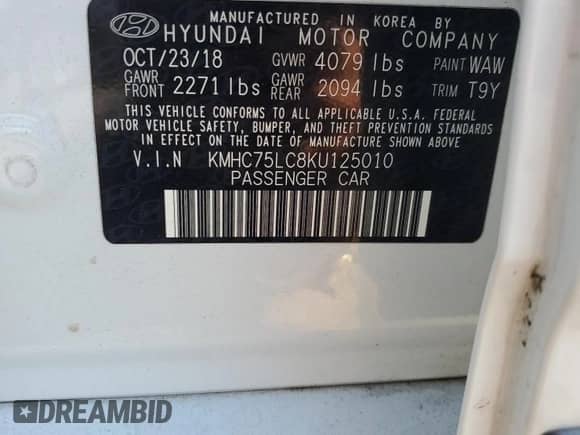 MANUFACTURED IN KOREA BY
HYUNDAI MOTOR COMPANY
OCT/23/18 GVWR 4079 lbs PAINT WAW
GAWR FRONT 2271 lbs GAWR REAR 2094 lbs TRIM T9Y
THIS VEHICLE CONFORMS TO ALL APPLICABLE U.S.A. FEDERAL
MOTOR VEHICLE SAFETY, BUMPER, AND THEFT PREVENTION STANDARDS
IN EFFECT ON THE DATE OF MANUFACTURE SHOWN ABOVE.
V.I.N KMHC75LC8KU125010
PASSENGER CAR
DREAMBID